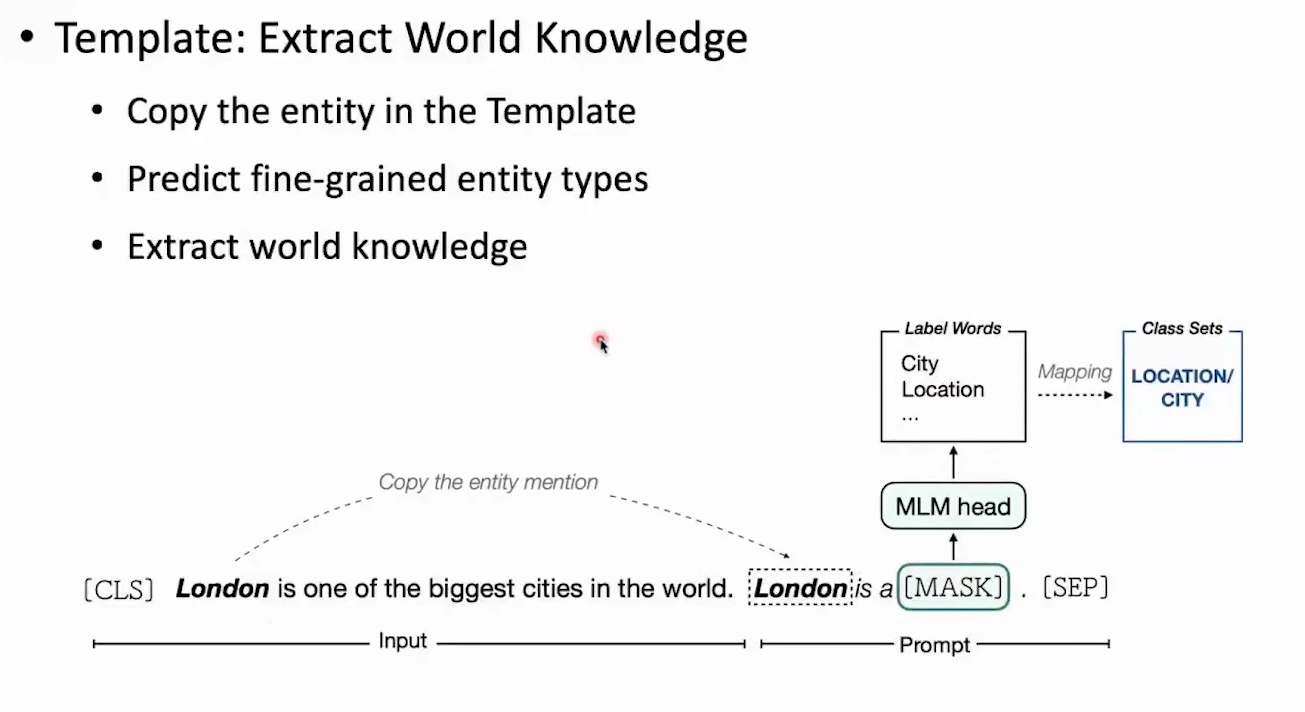 • Template: Extract World Knowledge
• Copy the entity in the Template
• Predict fine-grained entity types
• Extract world knowledge
Label Words
City
Location
...
Mapping
Class Sets
LOCATION/
CITY
Copy the entity mention
MLM head
[CLS] London is one of the biggest cities in the world. London is a [MASK] . [SEP]
Input
Prompt